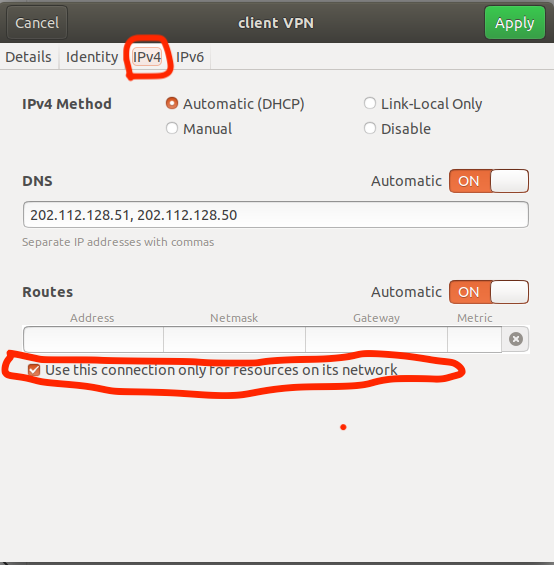 Cancel client VPN Apply
Details Identity IPv4 IPv6
IPv4 Method Automatic (DHCP) Link-Local Only
Manual Disable
DNS Automatic ON
202.112.128.51, 202.112.128.50
Separate IP addresses with commas
Routes Automatic ON
Address Netmask Gateway Metric
Use this connection only for resources on its network